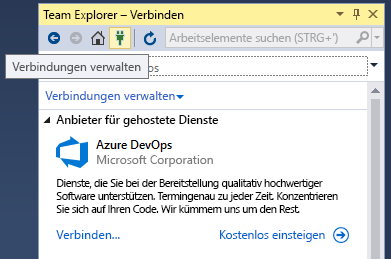 Team Explorer – Verbinden
Arbeitselemente suchen (STRG+')
Verbindungen verwalten
os
Verbindungen verwalten
Anbieter für gehostete Dienste
Azure DevOps
Microsoft Corporation
Dienste, die Sie bei der Bereitstellung qualitativ hochwertiger
Software unterstützen. Termingenau zu jeder Zeit. Konzentrieren
Sie sich auf Ihren Code. Wir kümmern uns um den Rest.
Verbinden... Kostenlos einsteigen